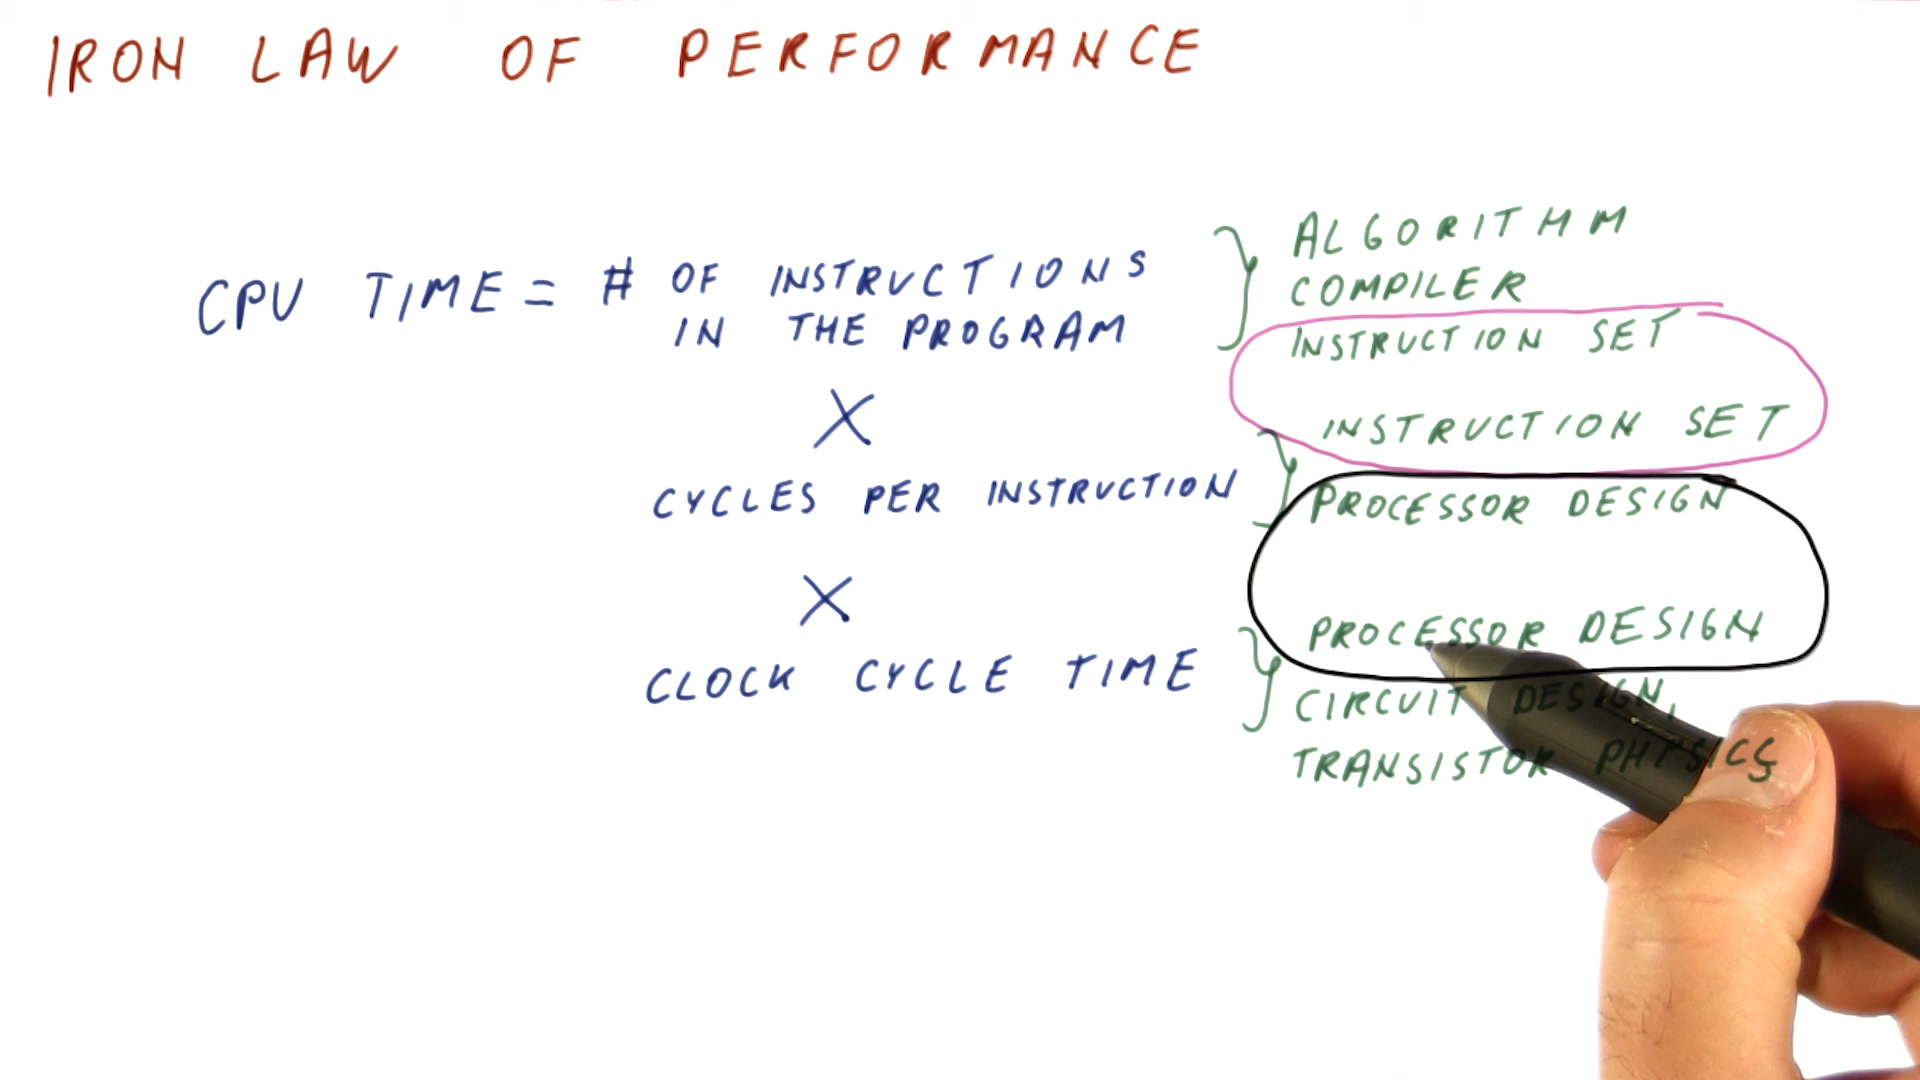 IRON LAW OF PERFORMANCE
CPU TIME = # OF INSTRUCTIONS
IN THE PROGRAM
X
CYCLES PER INSTRUCTION
X
CLOCK CYCLE TIME
ALGORITHM
COMPILER
INSTRUCTION SET
INSTRUCTION SET
PROCESSOR DESIGN
PROCESSOR DESIGN
CIRCUIT DESIGN,
TRANSISTOR PHYSICS